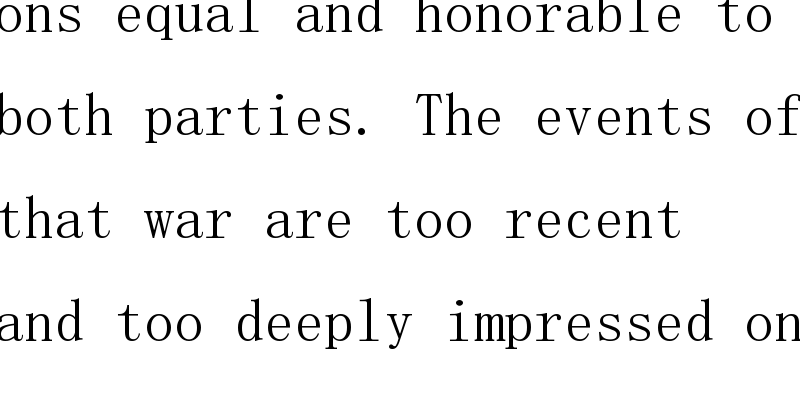 ons equal and honorable to
both parties. The events of
that war are too recent
and too deeply impressed on